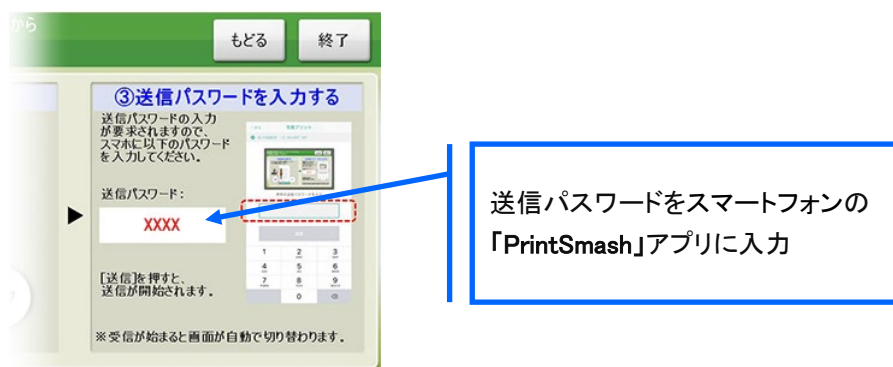 から
もどる
終了
③送信パスワードを入力する
送信パスワードの入力
が要求されますので、
スマホに以下のパスワード
を入力してください。
送信パスワード：
XXXX
[送信]を押すと、
送信が開始されます。
1 2 3
4 5 6
7 8 9
0
※受信が始まると画面が自動で切り替わります。
送信パスワードをスマートフォンの
「PrintSmash」アプリに入力